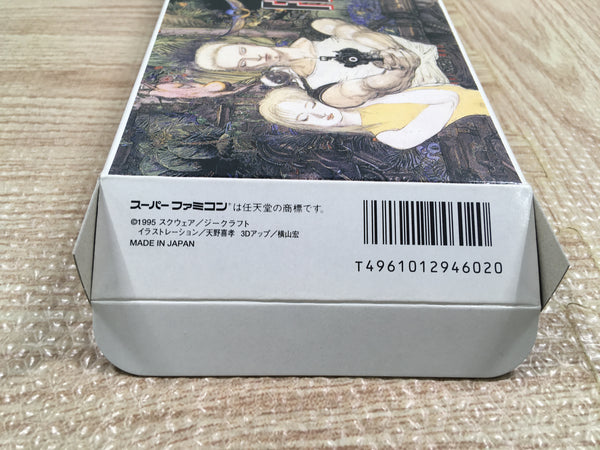 スーパーファミコン®は任天堂の商標です。
©1995 スクウェア／ジークラフト
イラストレーション／天野喜孝 3Dアップ／横山宏
MADE IN JAPAN
T4961012946020